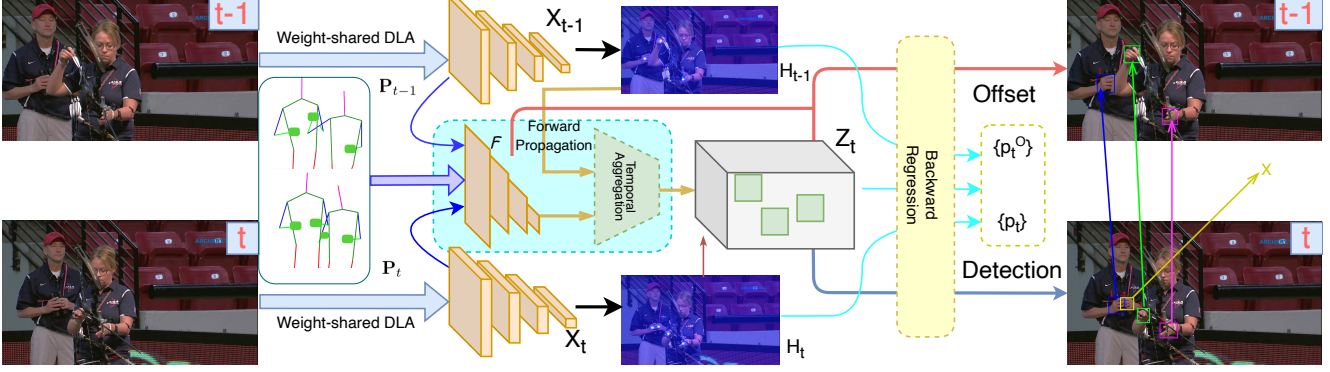 t-1
Weight-shared DLA
X_{t-1}
H_{t-1}
P_{t-1}
F
Forward
Propagation
Temporal
Aggregation
Z_t
Backward
Regression
Offset
{p_t^O}
{p_t}
t-1
X
t
P_t
Weight-shared DLA
X_t
H_t
Detection
t